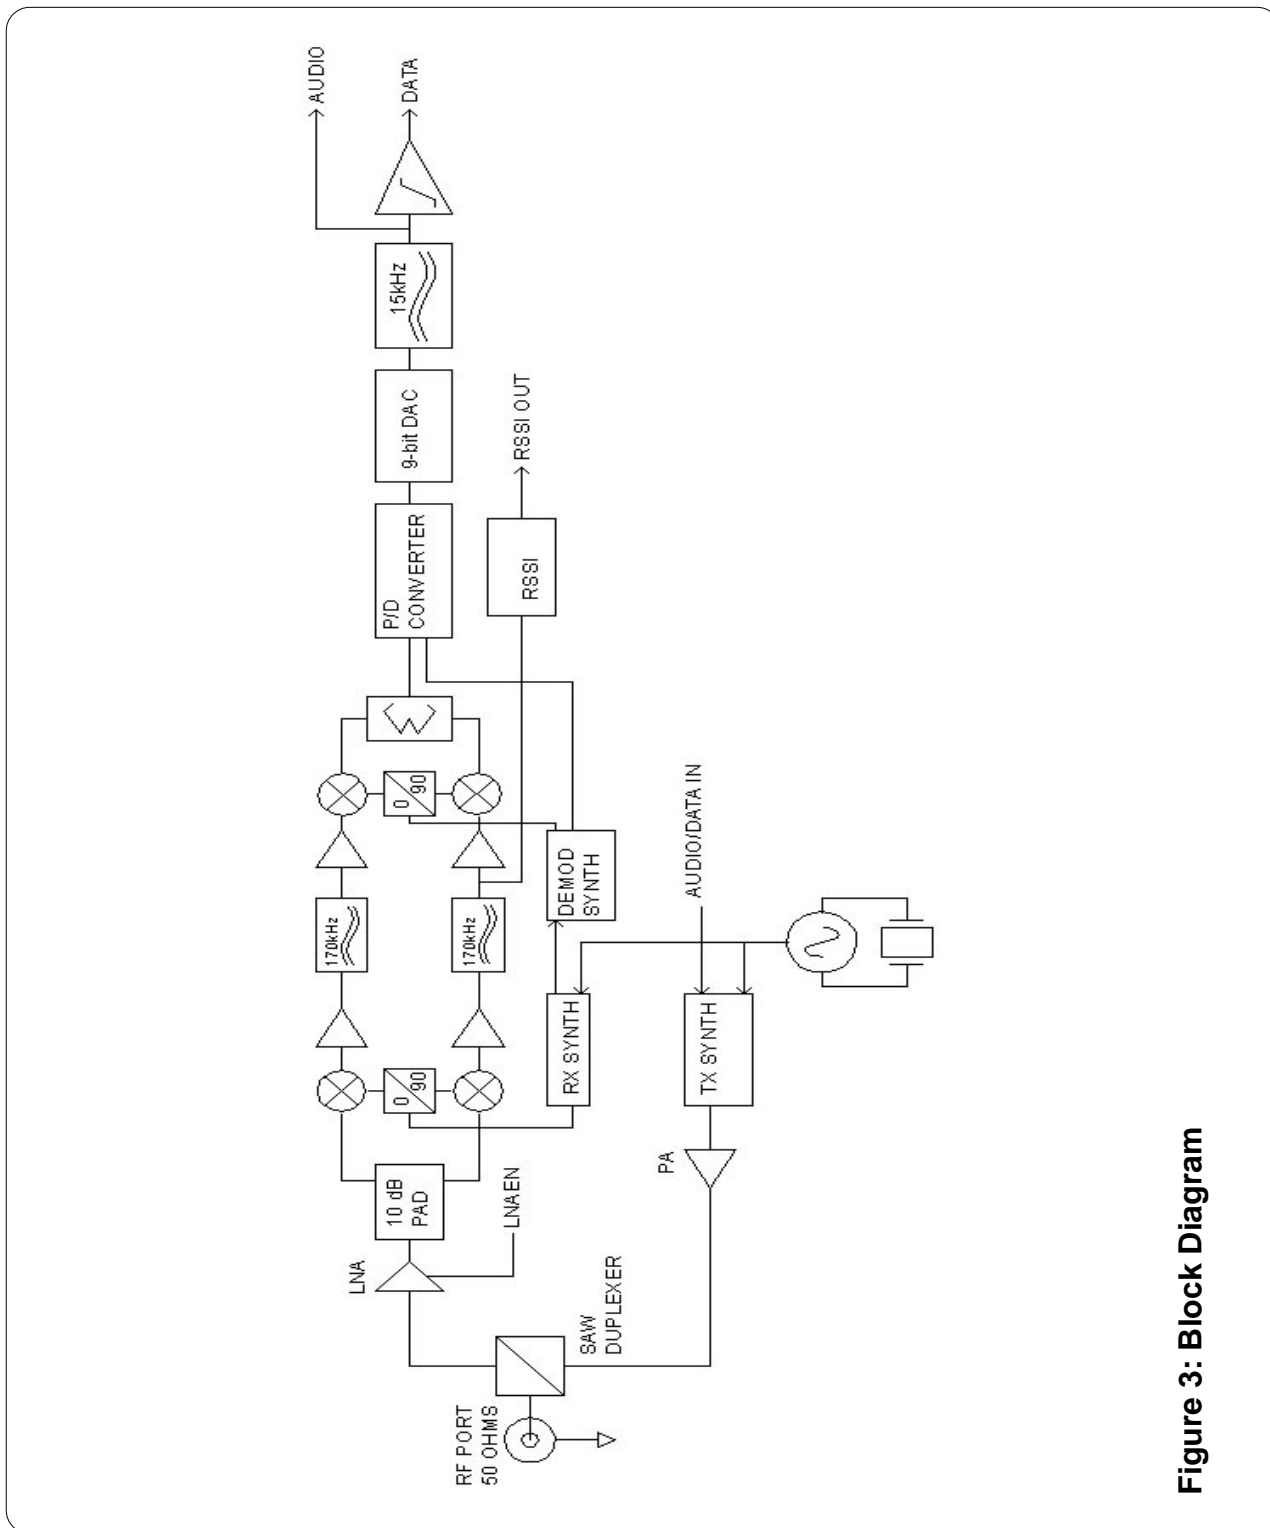 AUDIO
DATA
15kHz
9-bit DAC
P/D
CONVERTER
RSSI OUT
RSSI
0
90
170kHz
170kHz
DEMOD
SYNTH
AUDIO/DATA IN
0
90
RX SYNTH
TX SYNTH
PA
10 dB
PAD
LNA
LNAEN
SAW
DUPLEXER
RF PORT
50 OHMS
Figure 3: Block Diagram